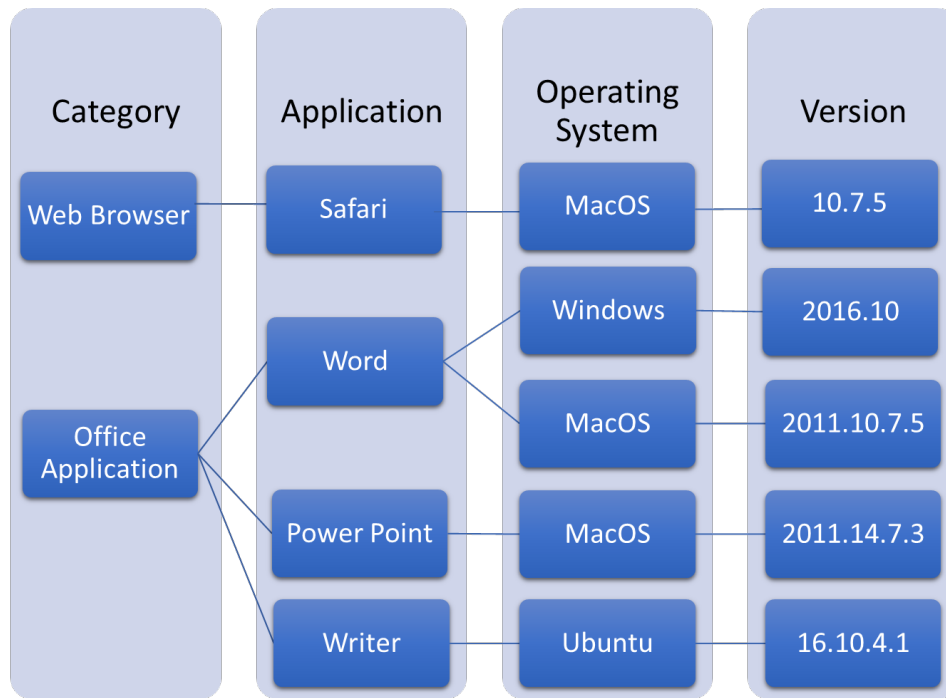 Category
Application
Operating
System
Version
Web Browser
Safari
MacOS
10.7.5
Windows
2016.10
Word
MacOS
2011.10.7.5
Office
Application
Power Point
MacOS
2011.14.7.3
Writer
Ubuntu
16.10.4.1